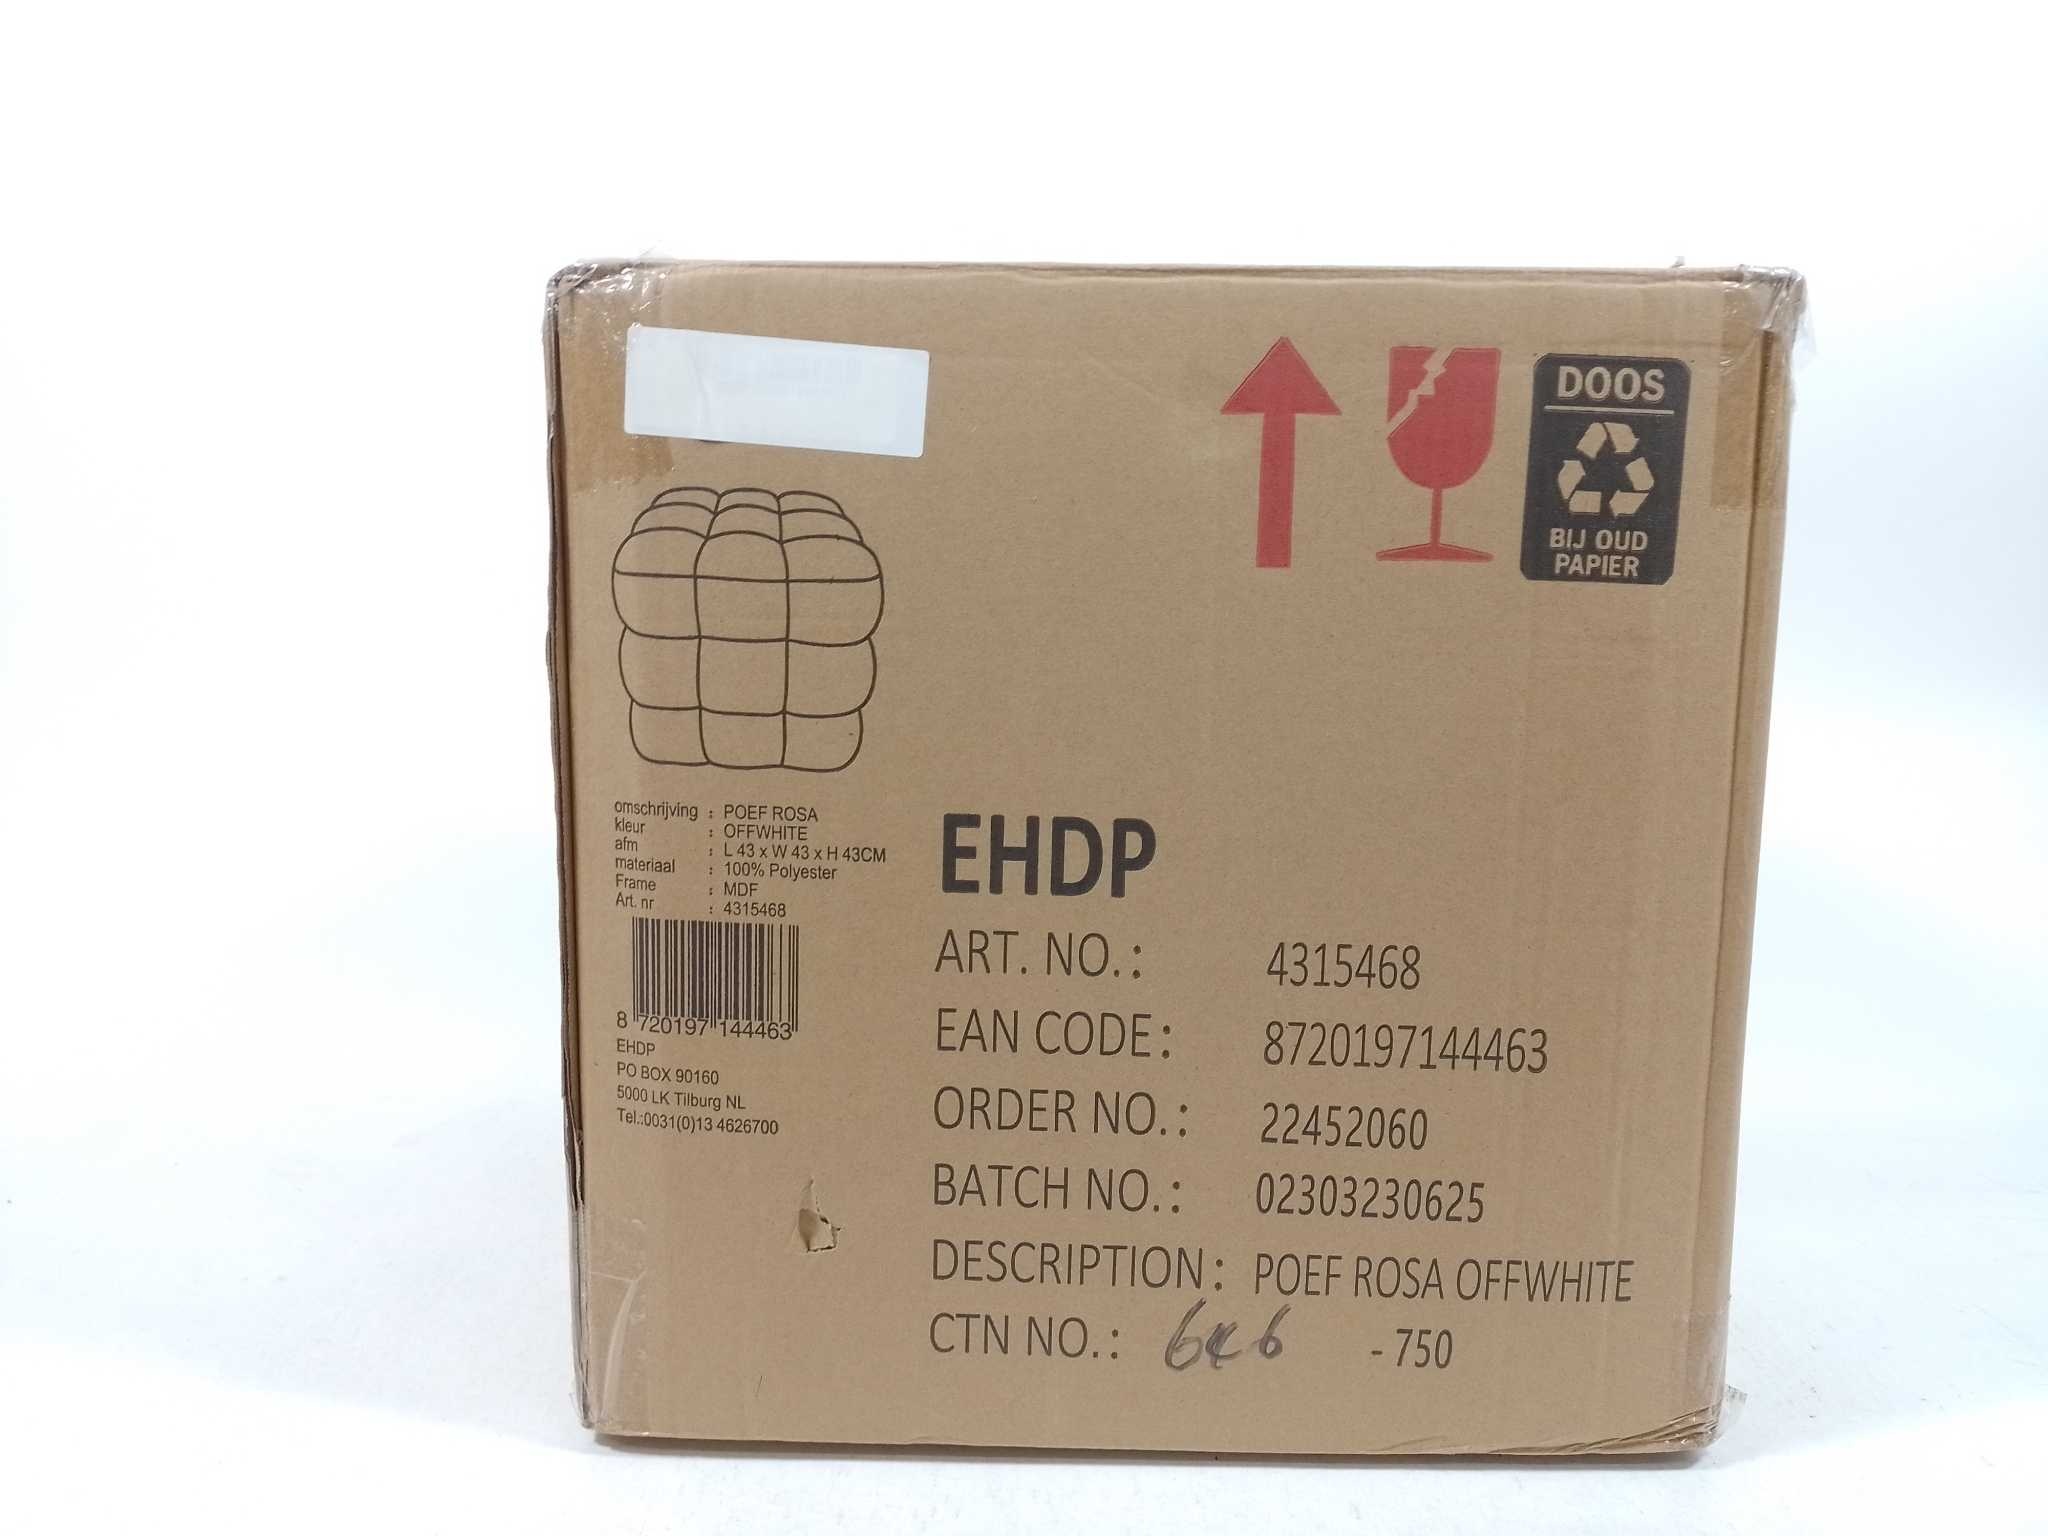 DOOS
BIJ OUD
PAPIER
omschrijving : POEF ROSA
kleur : OFFWHITE
afm : L 43 x W 43 x H 43CM
materiaal : 100% Polyester
Frame : MDF
Art. nr : 4315468
8 720197 144463
EHDP
PO BOX 90160
5000 LK Tilburg NL
Tel.:0031(0)13 4626700
EHDP
ART. NO.: 4315468
EAN CODE: 8720197144463
ORDER NO.: 22452060
BATCH NO.: 02303230625
DESCRIPTION: POEF ROSA OFFWHITE
CTN NO.: - 750